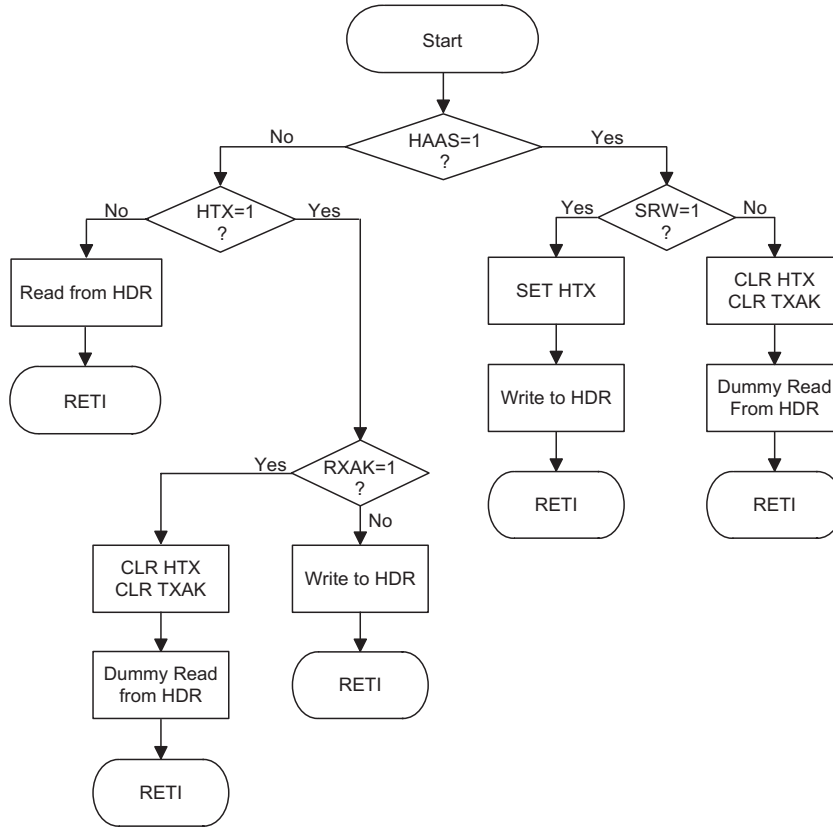 Start
No
HAAS=1
?
Yes
No
HTX=1
?
Yes
Yes
SRW=1
?
No
Read from HDR
SET HTX
CLR HTX
CLR TXAK
RETI
Write to HDR
Dummy Read
From HDR
Yes
RXAK=1
?
No
RETI
RETI
CLR HTX
CLR TXAK
Write to HDR
Dummy Read
from HDR
RETI
RETI